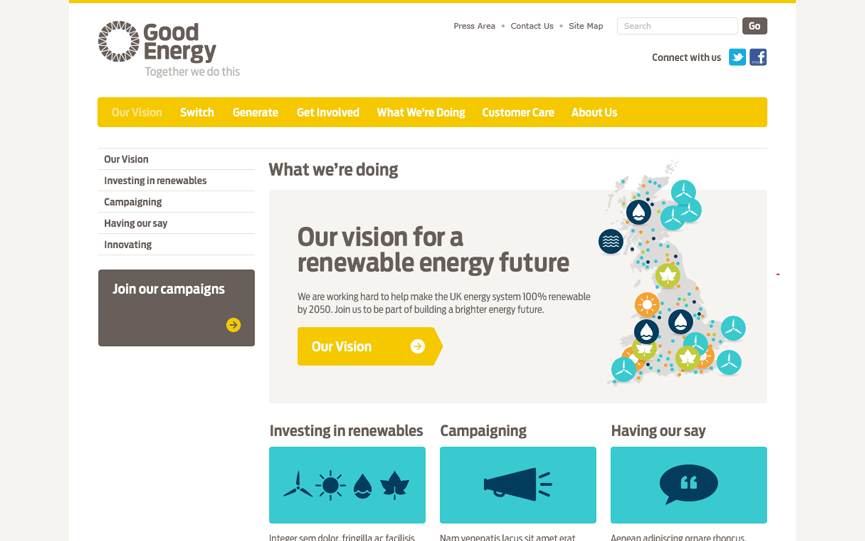 Good
Energy
Together we do this
Press Area • Contact Us • Site Map
Search
Go
Connect with us
Our Vision Switch Generate Get Involved What We're Doing Customer Care About Us
Our Vision
Investing in renewables
Campaigning
Having our say
Innovating
Join our campaigns
What we're doing
Our vision for a
renewable energy future
We are working hard to help make the UK energy system 100% renewable
by 2050. Join us to be part of building a brighter energy future.
Our Vision
Investing in renewables
Campaigning
Having our say
Integer sem dolor, fringilla ac facilisis
Nam venenatis lacus sit amet erat
Aenean adipiscing ornare rhoncus.